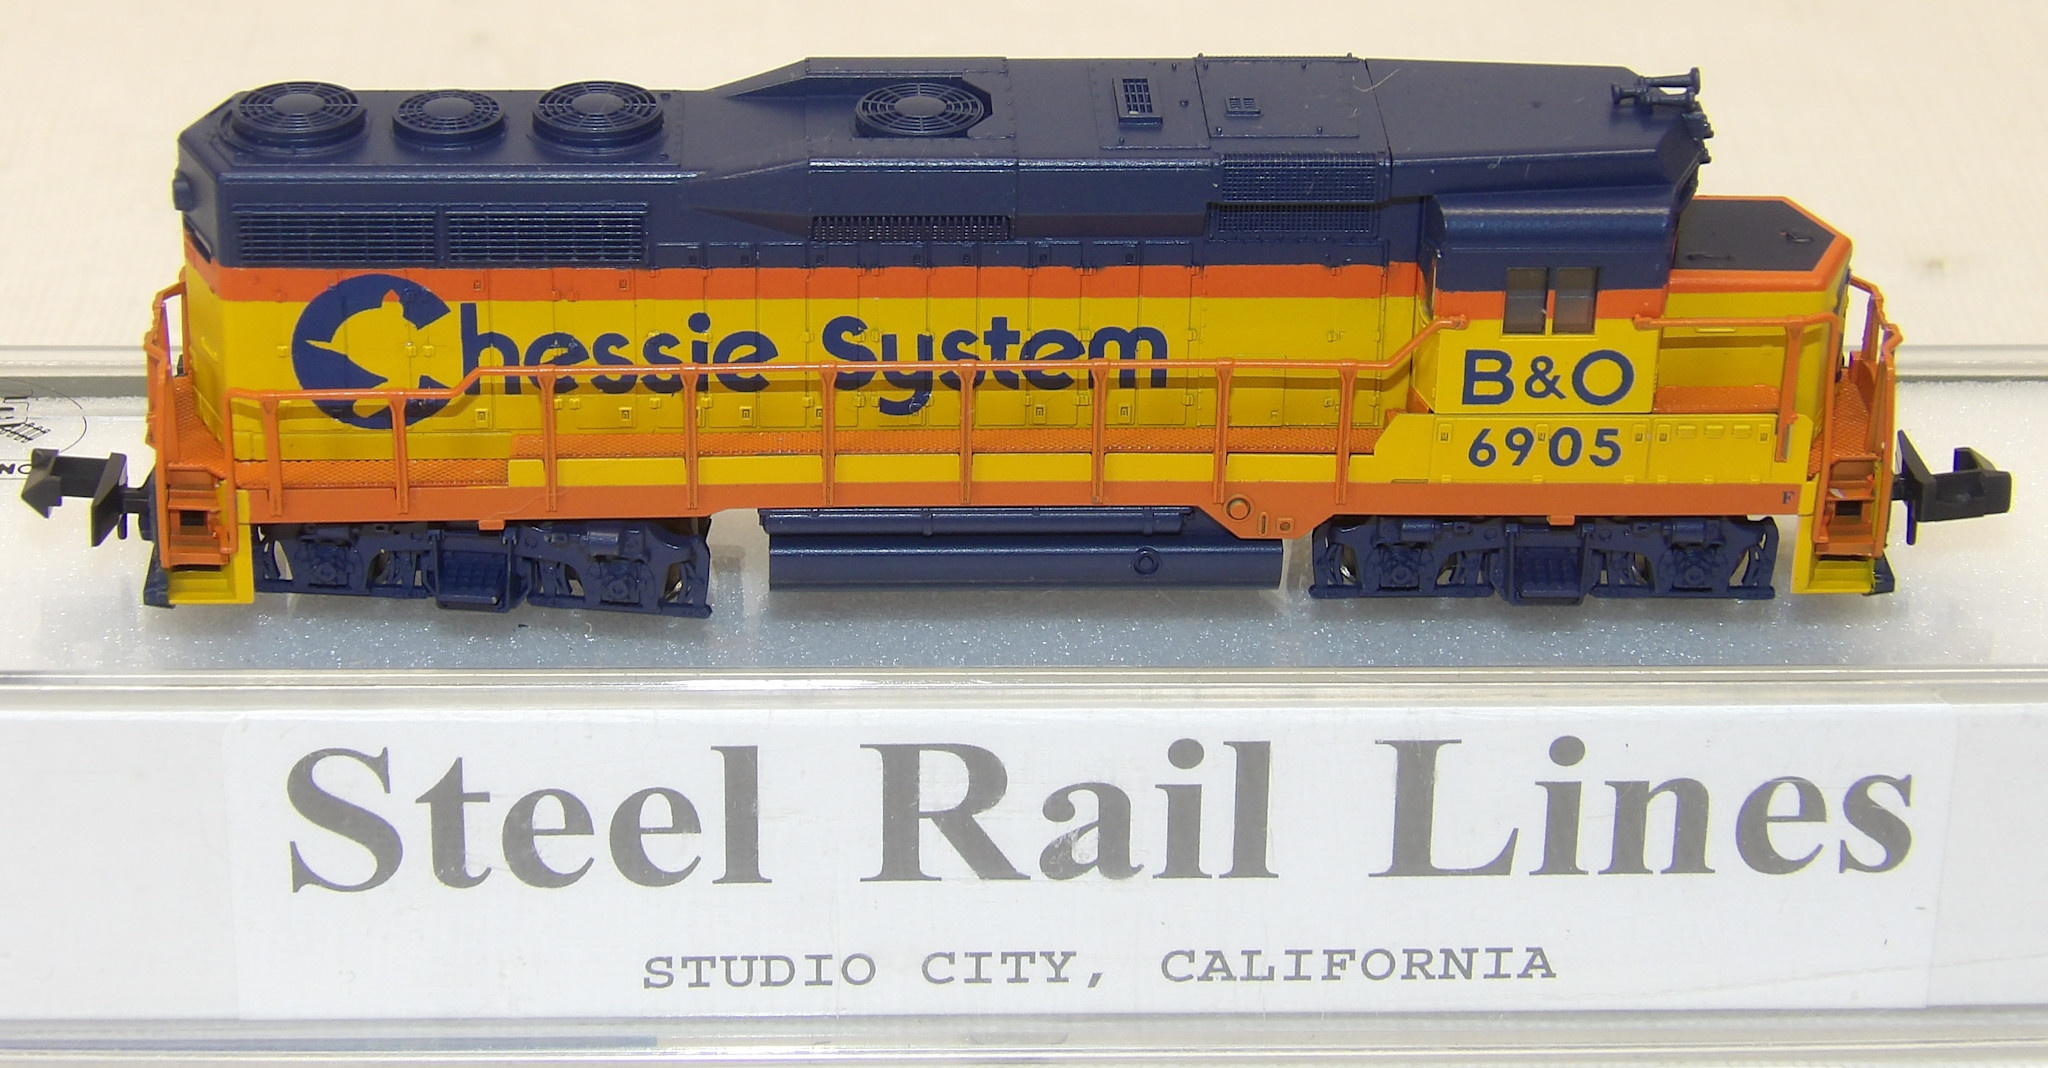 Chessie System
B&O
6905
F
Steel Rail Lines
STUDIO CITY, CALIFORNIA